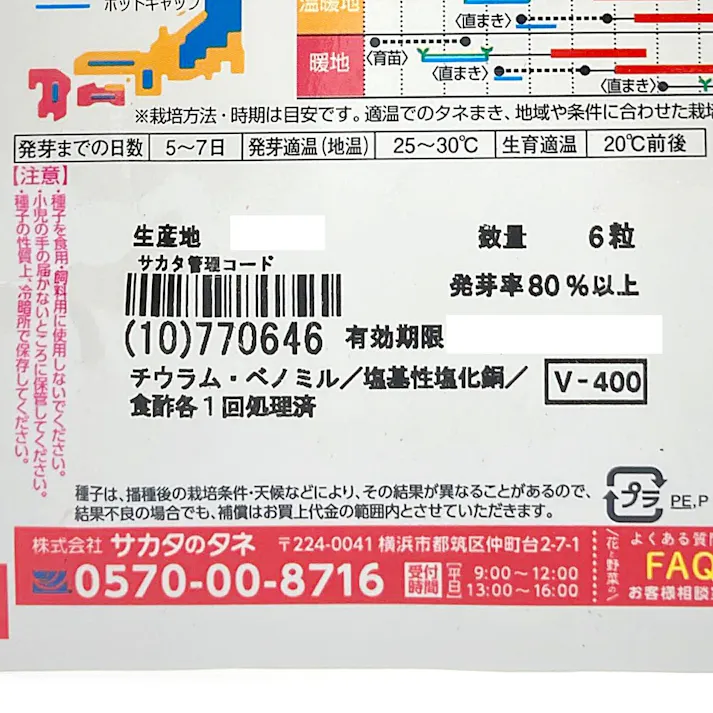 ホットキャップ
温暖地
〈直まき〉
暖地
〈育苗〉
〈直まき〉
〈直まき〉
※栽培方法・時期は目安です。適温でのタネまき、地域や条件に合わせた栽培
発芽までの日数 5〜7日 発芽適温(地温) 25〜30℃ 生育適温 20℃前後
【注意】
・種子を食用・飼料用に使用しないでください。
・小児の手の届かないところに保管してください。
・種子の性質上、冷暗所で保存してください。
生産地 数量 6粒
サカタ管理コード
発芽率80%以上
(10)770646 有効期限
チウラム・ベノミル/塩基性塩化銅/ V-400
食酢各1回処理済
種子は、播種後の栽培条件・天候などにより、その結果が異なることがあるので、
結果不良の場合でも、補償はお買上代金の範囲内とさせていただきます。
プラ PE,P
株式会社 サカタのタネ 〒224-0041 横浜市都筑区仲町台2-7-1
0570-00-8716 受付時間 [平日] 9:00〜12:00
13:00〜16:00
花と野菜の
よくある質問
FAQ
お客様相談